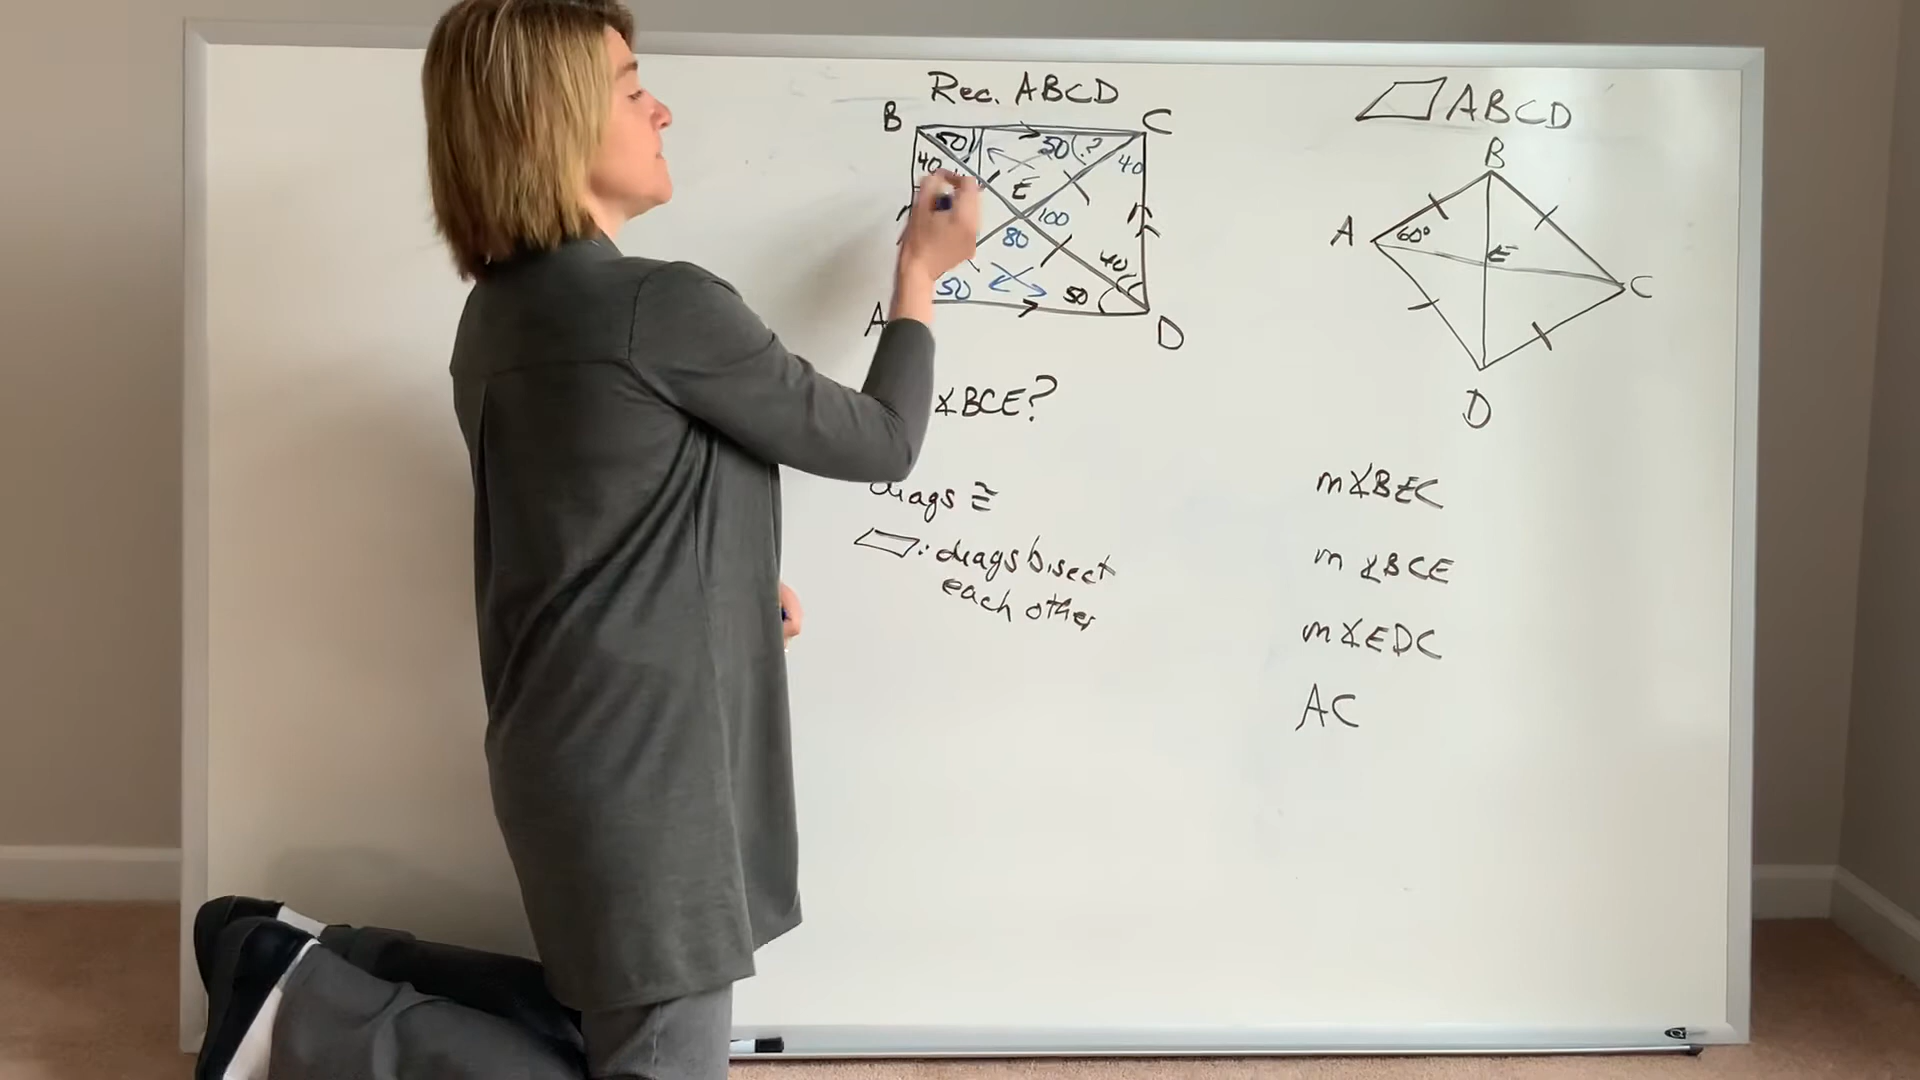 Rec. ABCD
B
C
50
50
?
40
40
E
100
80
40
50
50
A
D
∡BCE?
diags ≅
▱: diags bisect
each other
▱ABCD
B
A
60°
E
C
D
m∡BEC
m∡BCE
m∡EDC
AC